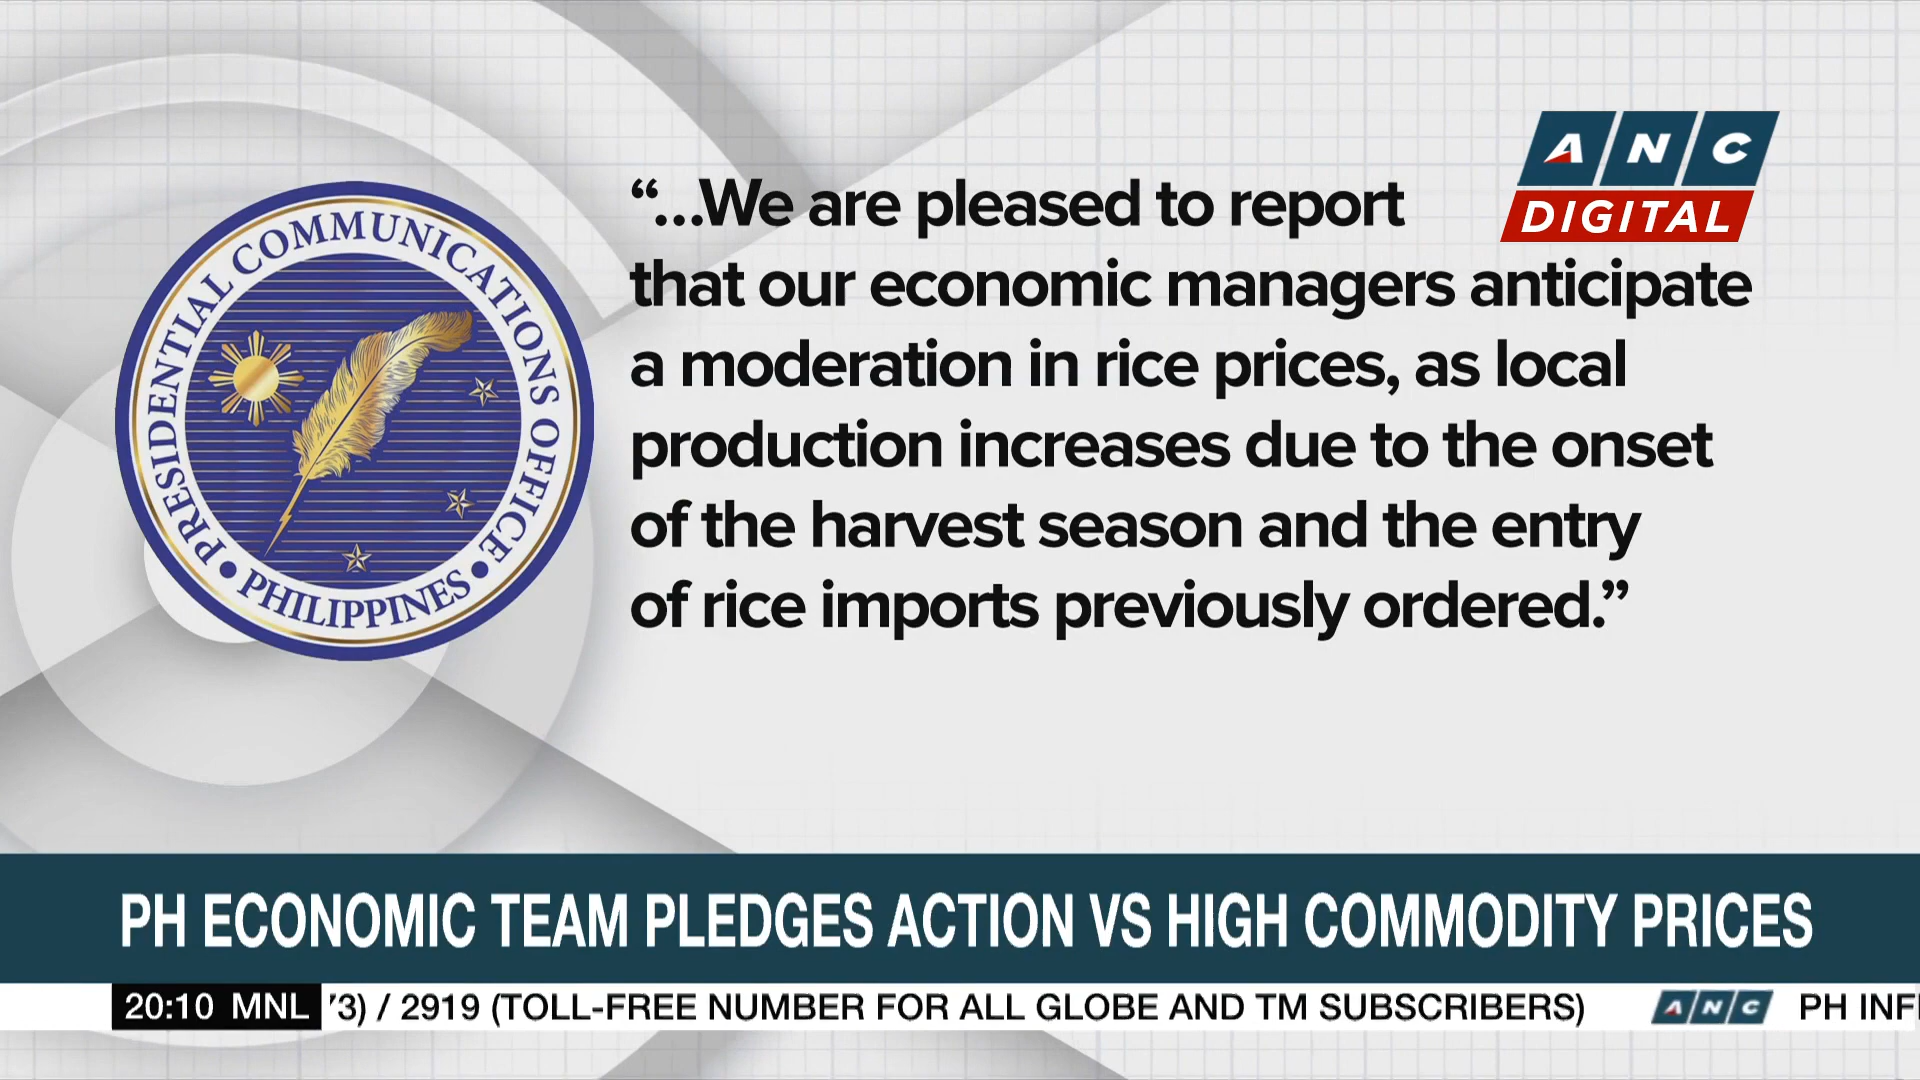 A N C
DIGITAL
“...We are pleased to report
that our economic managers anticipate
a moderation in rice prices, as local
production increases due to the onset
of the harvest season and the entry
of rice imports previously ordered.”
PRESIDENTIAL COMMUNICATIONS OFFICE
PHILIPPINES
PH ECONOMIC TEAM PLEDGES ACTION VS HIGH COMMODITY PRICES
20:10 MNL '3) / 2919 (TOLL-FREE NUMBER FOR ALL GLOBE AND TM SUBSCRIBERS) ANC PH INF